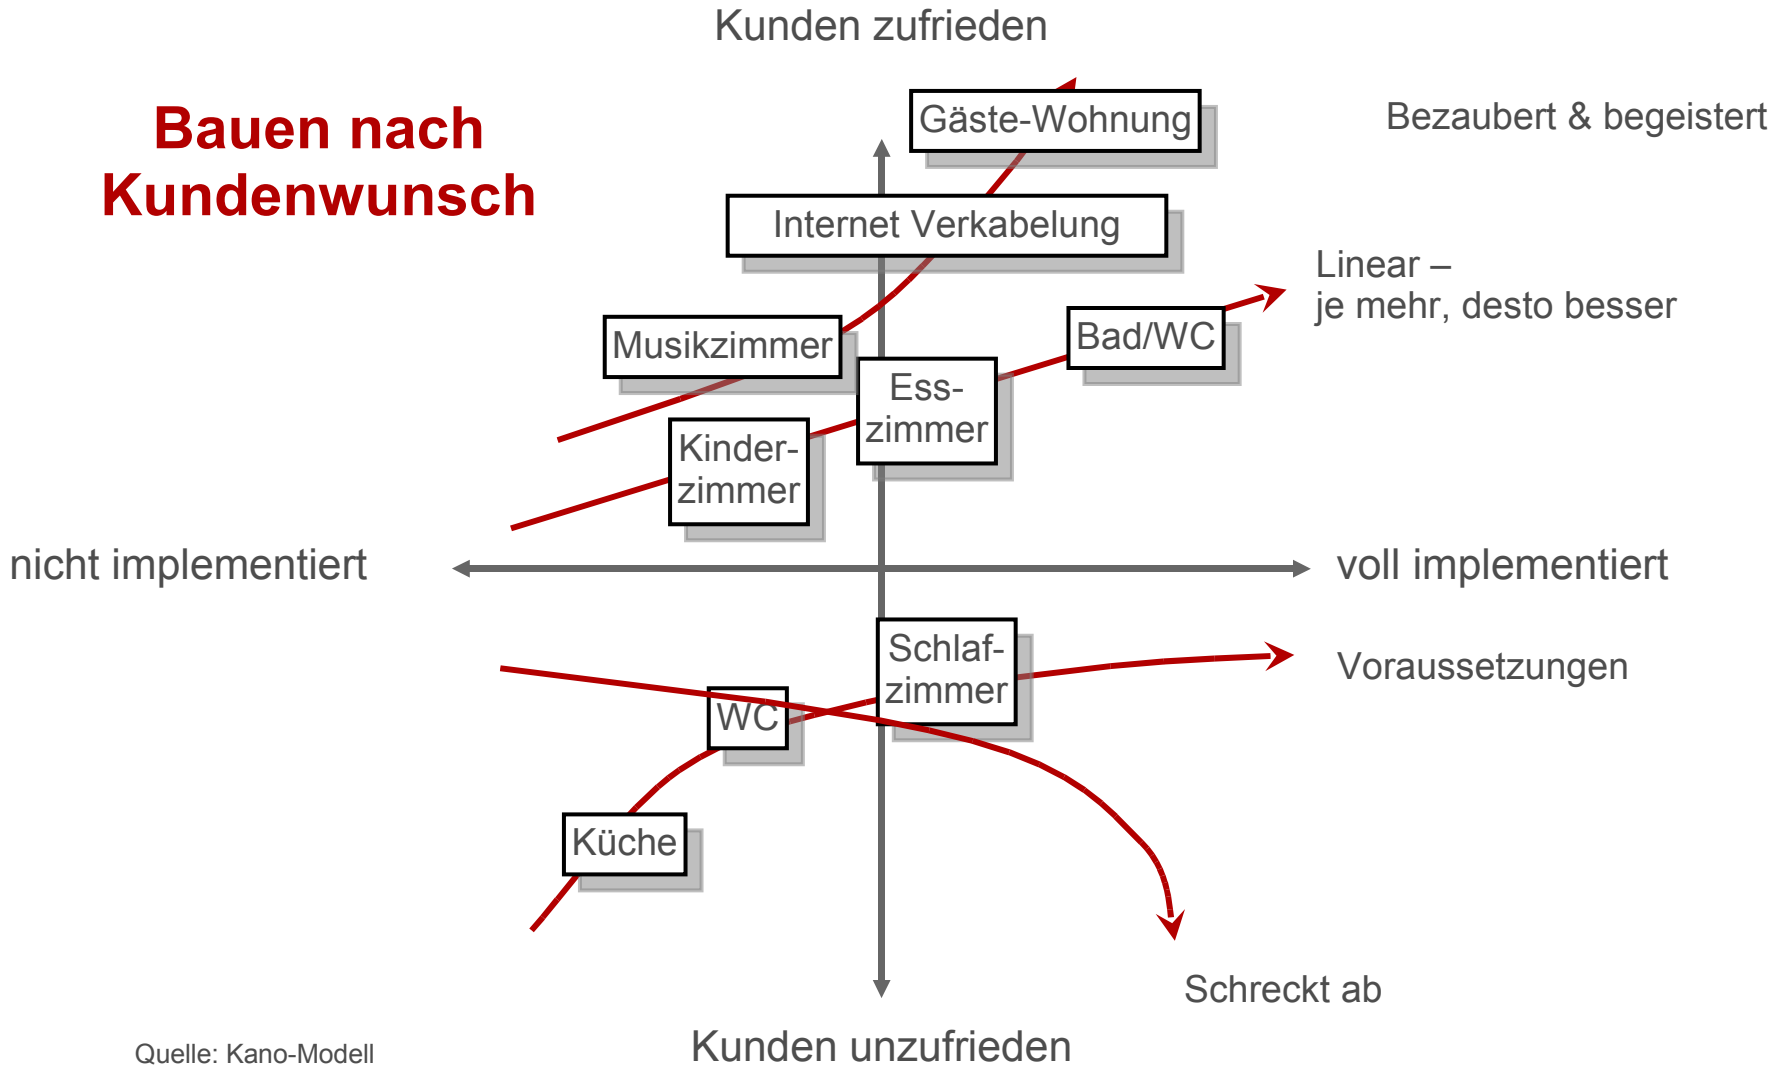 Kunden zufrieden
Bauen nach
Kundenwunsch
Gäste-Wohnung
Bezaubert & begeistert
Internet Verkabelung
Linear –
je mehr, desto besser
Musikzimmer
Bad/WC
Ess-
zimmer
Kinder-
zimmer
nicht implementiert
voll implementiert
Schlaf-
zimmer
Voraussetzungen
WC
Küche
Schreckt ab
Quelle: Kano-Modell
Kunden unzufrieden